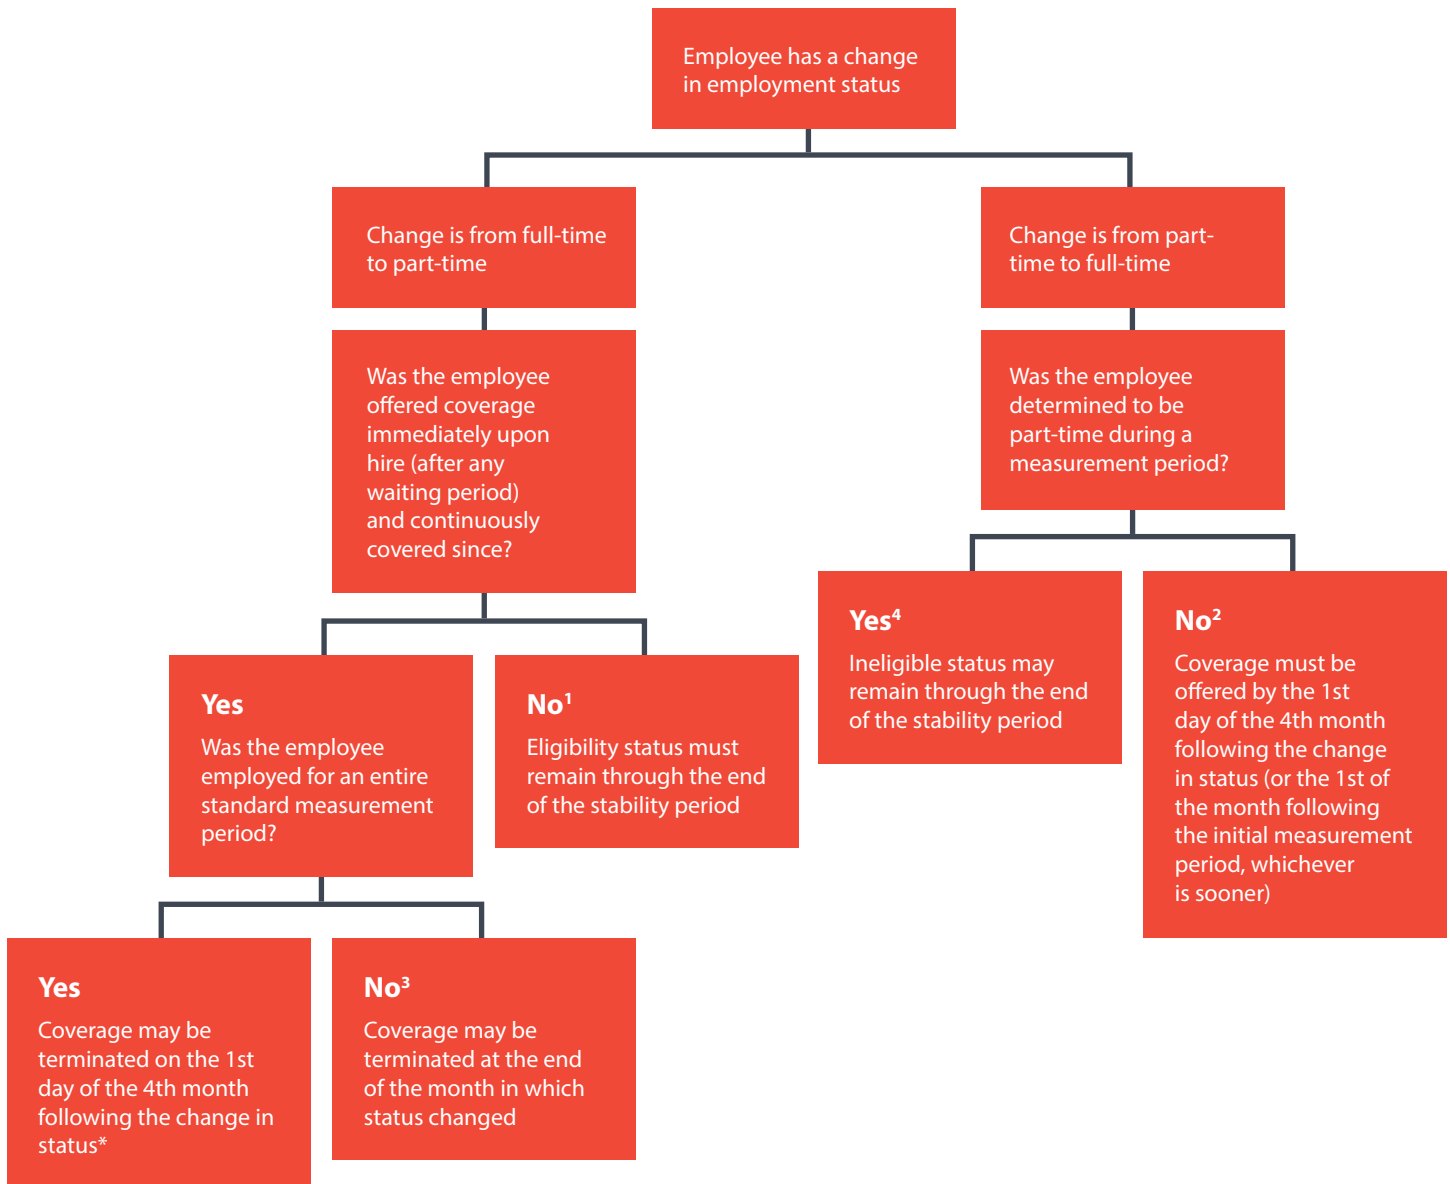 Employee has a change
in employment status
Change is from full-time
to part-time
Change is from part-
time to full-time
Was the employee
offered coverage
immediately upon
hire (after any
waiting period)
and continuously
covered since?
Was the employee
determined to be
part-time during a
measurement period?
Yes
Was the employee
employed for an entire
standard measurement
period?
No¹
Eligibility status must
remain through the end
of the stability period
Yes⁴
Ineligible status may
remain through the end
of the stability period
No²
Coverage must be
offered by the 1st
day of the 4th month
following the change
in status (or the 1st of
the month following
the initial measurement
period, whichever
is sooner)
Yes
Coverage may be
terminated on the 1st
day of the 4th month
following the change in
status*
No³
Coverage may be
terminated at the end
of the month in which
status changed